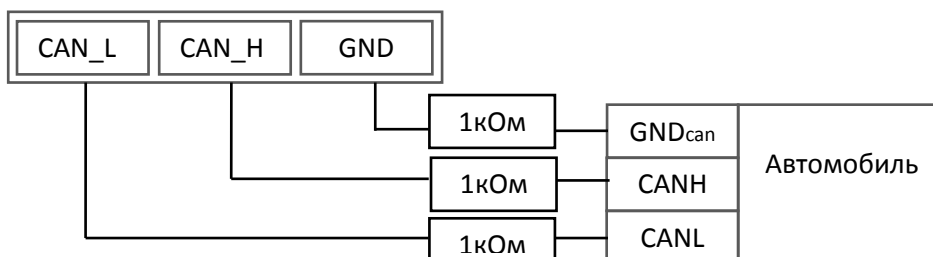 CAN_L CAN_H GND
1кОм GNDcan
Автомобиль
1кОм CANH
1кОм CANL